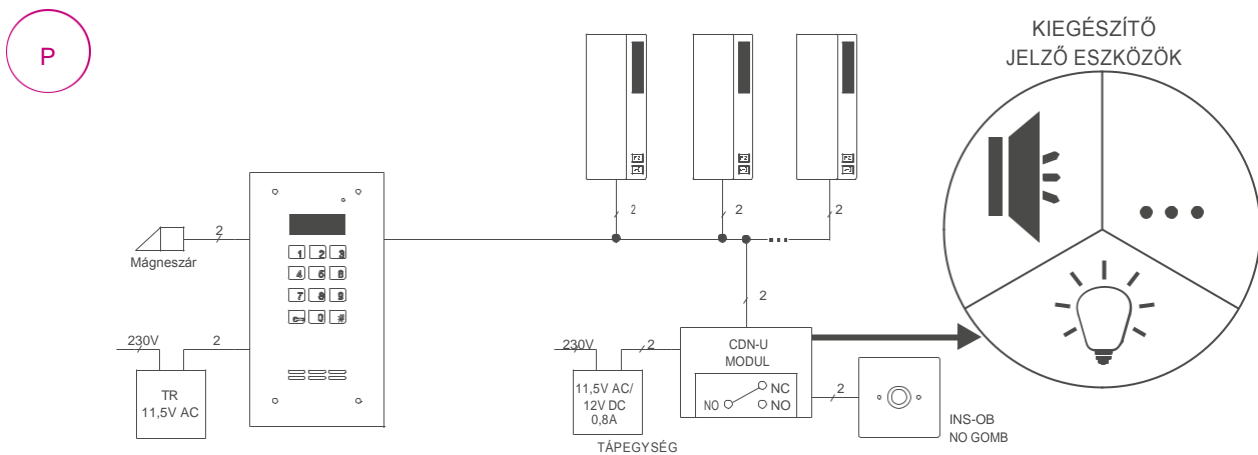 P
KIEGÉSZÍTŐ
JELZŐ ESZKÖZÖK
2
2
2
2
Mágneszár
1 2 3
4 5 6
7 8 9
0 #
230V
2
TR
11,5V AC
2
230V
2
CDN-U
MODUL
NC
NO
NO
11,5V AC/
12V DC
0,8A
TÁPEGYSÉG
2
INS-OB
NO GOMB